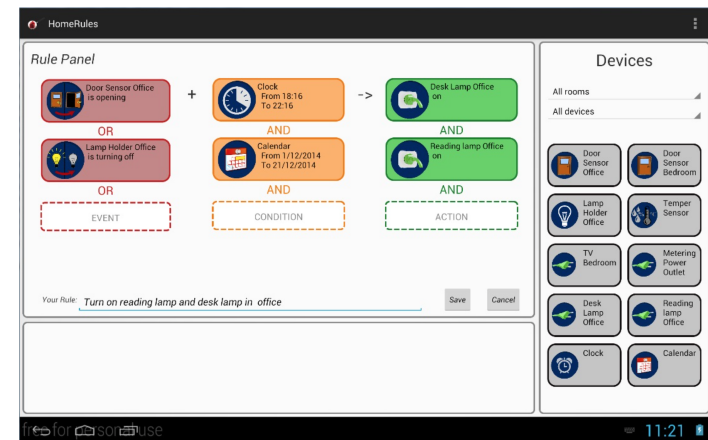 HomeRules
Rule Panel
Door Sensor Office
is opening
+
Clock
From 18:16
To 22:16
->
Desk Lamp Office
on
OR
AND
AND
Lamp Holder Office
is turning off
Calendar
From 1/12/2014
To 21/12/2014
Reading lamp Office
on
OR
AND
AND
EVENT
CONDITION
ACTION
Your Rule:
Turn on reading lamp and desk lamp in office
Save
Cancel
Devices
All rooms
All devices
Door
Sensor
Office
Door
Sensor
Bedroom
Lamp
Holder
Office
Temper
Sensor
TV
Bedroom
Metering
Power
Outlet
Desk
Lamp
Office
Reading
lamp
Office
Clock
Calendar
free for personal use
11:21